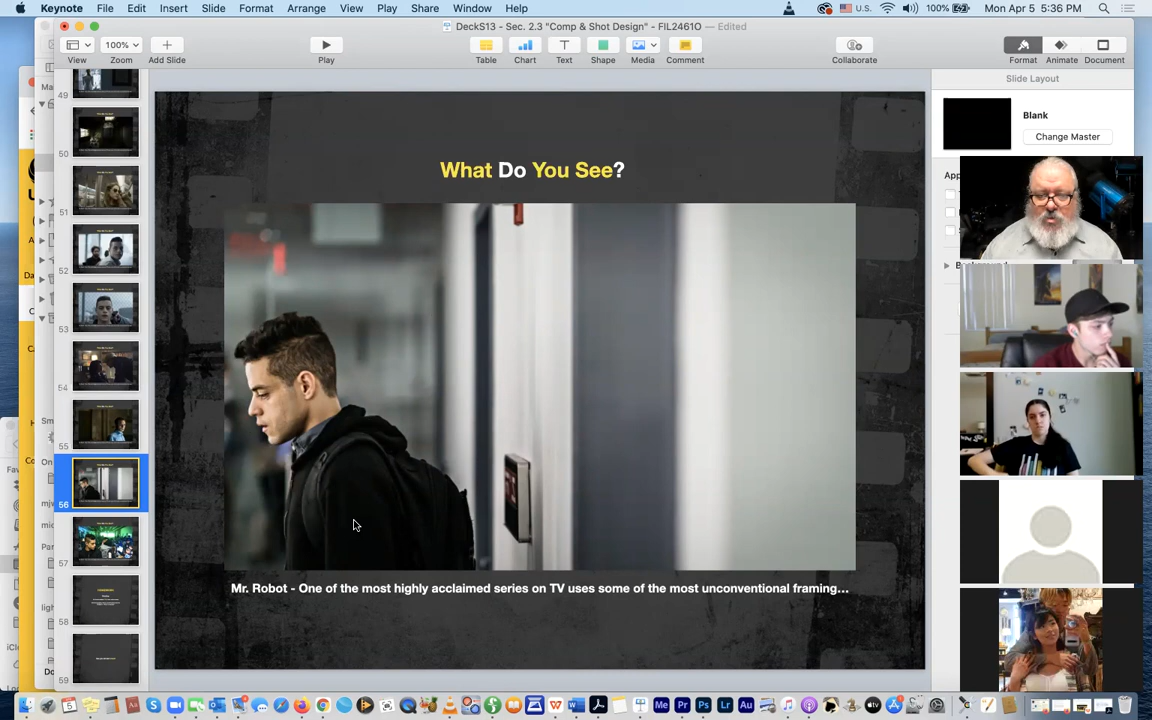 Keynote File Edit Insert Slide Format Arrange View Play Share Window Help
U.S. 100% Mon Apr 5 5:36 PM
DeckS13 - Sec. 2.3 "Comp & Shot Design" - FIL2461O — Edited
100%
View Zoom Add Slide Play Table Chart Text Shape Media Comment Collaborate Format Animate Document
Slide Layout
Blank
Change Master
49
50
51
52
53
54
55
56
57
58
59
What Do You See?
Mr. Robot - One of the most highly acclaimed series on TV uses some of the most unconventional framing...